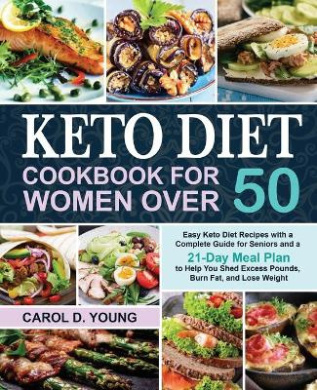 KETO DIET
COOKBOOK FOR
WOMEN OVER 50
Easy Keto Diet Recipes with a
Complete Guide for Seniors and a
21-Day Meal Plan
to Help You Shed Excess Pounds,
Burn Fat, and Lose Weight
CAROL D. YOUNG